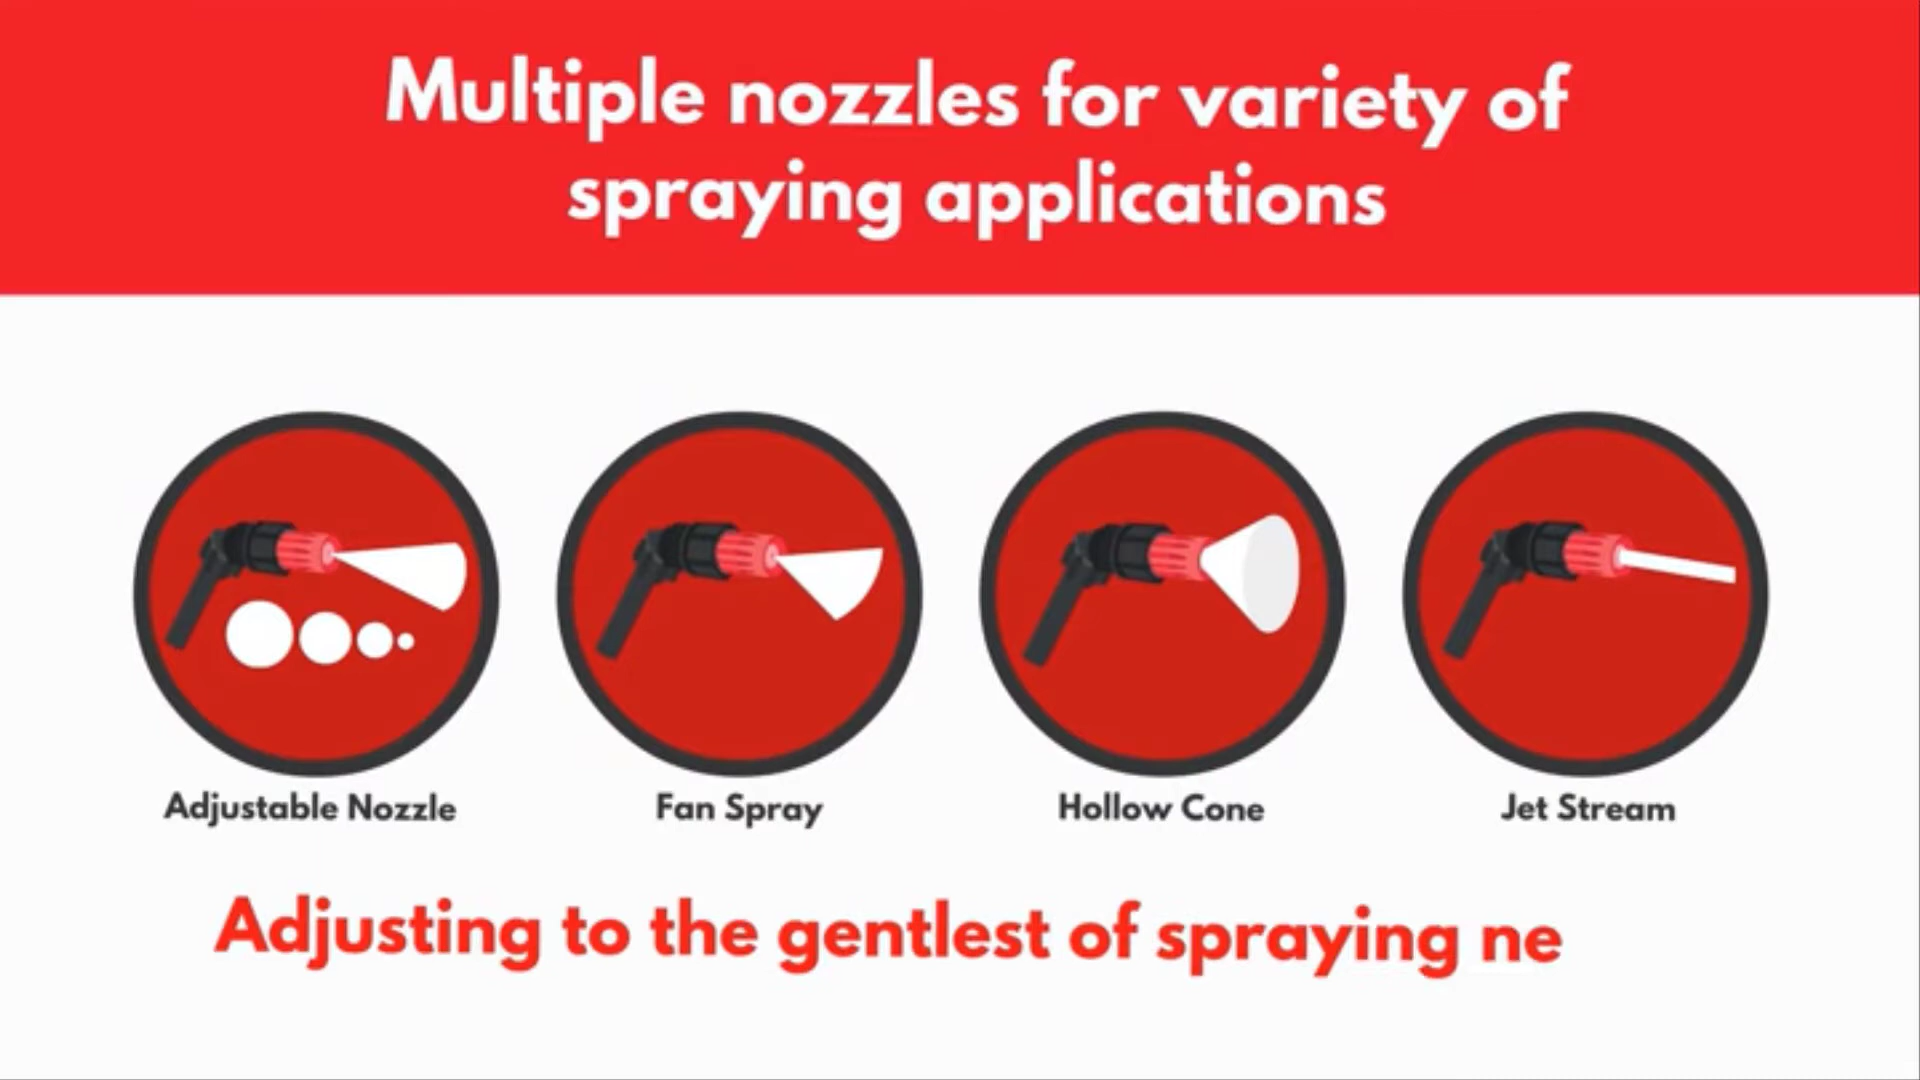 Multiple nozzles for variety of
spraying applications
Adjustable Nozzle
Fan Spray
Hollow Cone
Jet Stream
Adjusting to the gentlest of spraying ne